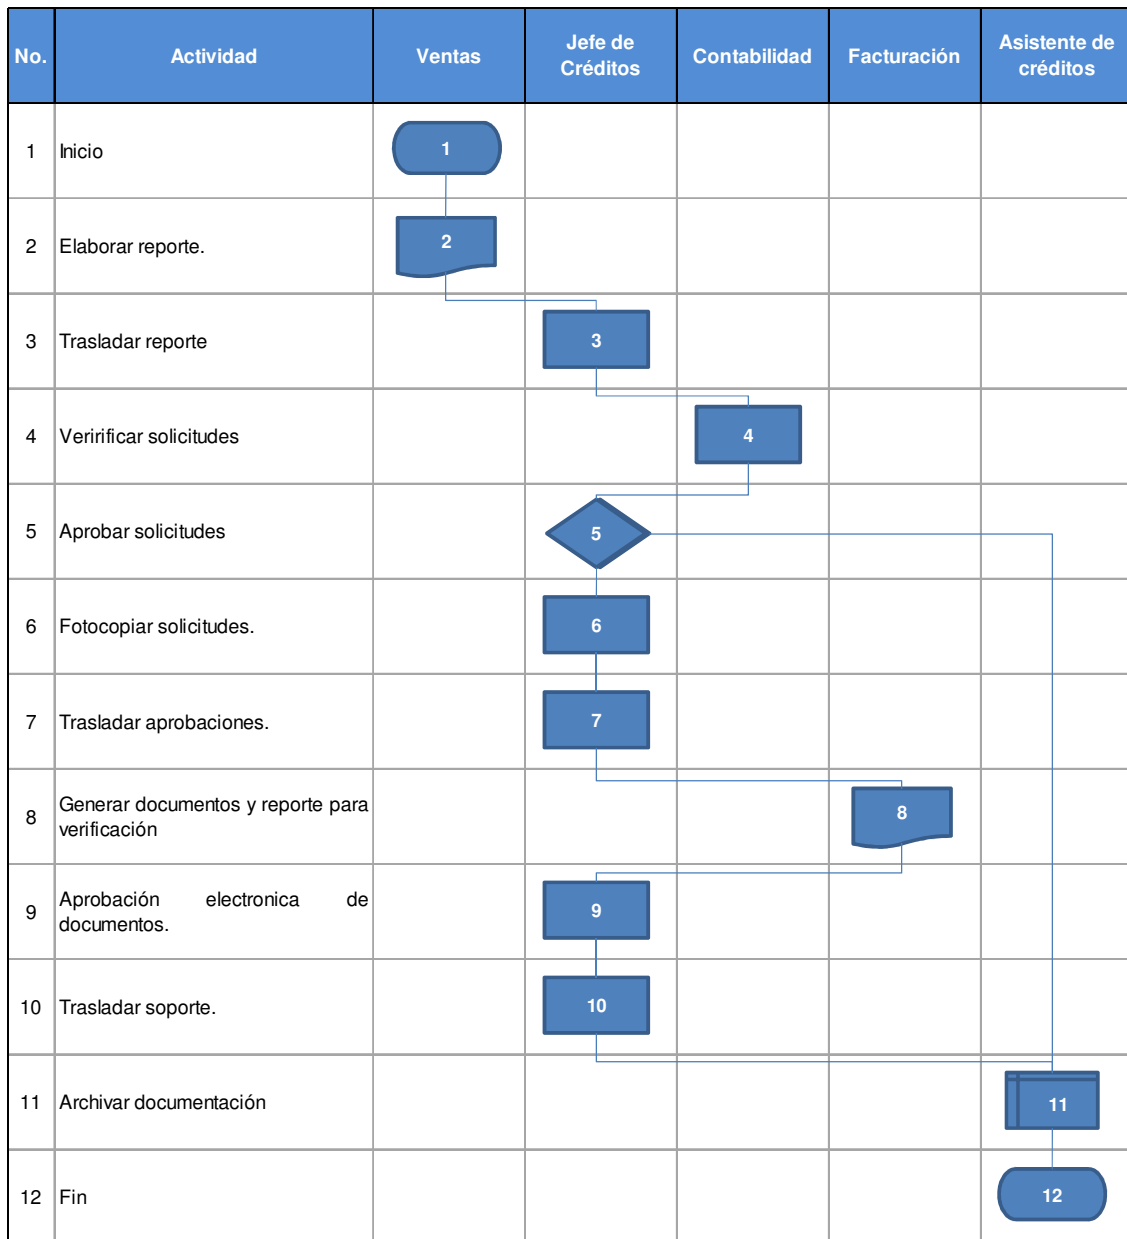 No. Actividad Ventas Jefe de Créditos Contabilidad Facturación Asistente de créditos
1 Inicio 1
2 Elaborar reporte. 2
3 Trasladar reporte 3
4 Veririficar solicitudes 4
5 Aprobar solicitudes 5
6 Fotocopiar solicitudes. 6
7 Trasladar aprobaciones. 7
8 Generar documentos y reporte para verificación 8
9 Aprobación electronica de documentos. 9
10 Trasladar soporte. 10
11 Archivar documentación 11
12 Fin 12